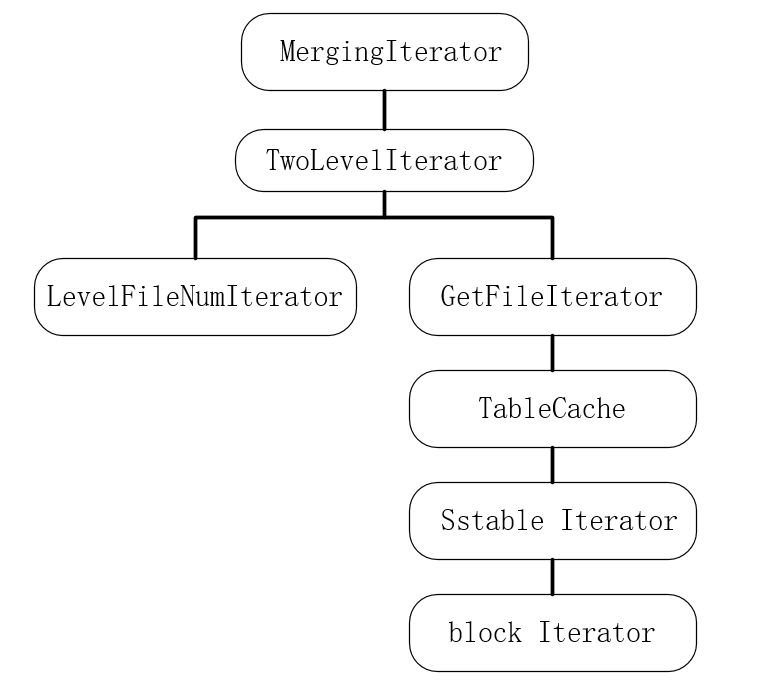 MergingIterator
TwoLevelIterator
LevelFileNumIterator
GetFileIterator
TableCache
Sstable Iterator
block Iterator